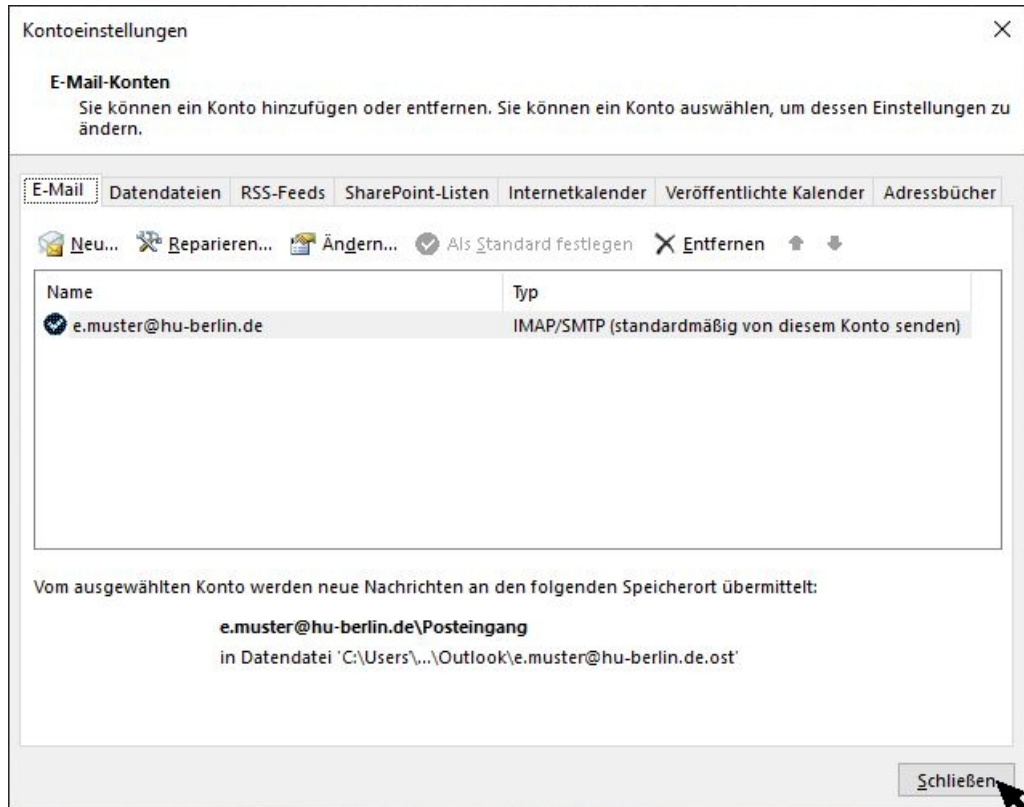 Kontoeinstellungen
E-Mail-Konten
Sie können ein Konto hinzufügen oder entfernen. Sie können ein Konto auswählen, um dessen Einstellungen zu
ändern.
E-Mail Datendateien RSS-Feeds SharePoint-Listen Internetkalender Veröffentlichte Kalender Adressbücher
Neu... Reparieren... Ändern... Als Standard festlegen Entfernen
Name Typ
e.muster@hu-berlin.de IMAP/SMTP (standardmäßig von diesem Konto senden)
Vom ausgewählten Konto werden neue Nachrichten an den folgenden Speicherort übermittelt:
e.muster@hu-berlin.de\Posteingang
in Datendatei 'C:\Users\...\Outlook\e.muster@hu-berlin.de.ost'
Schließen